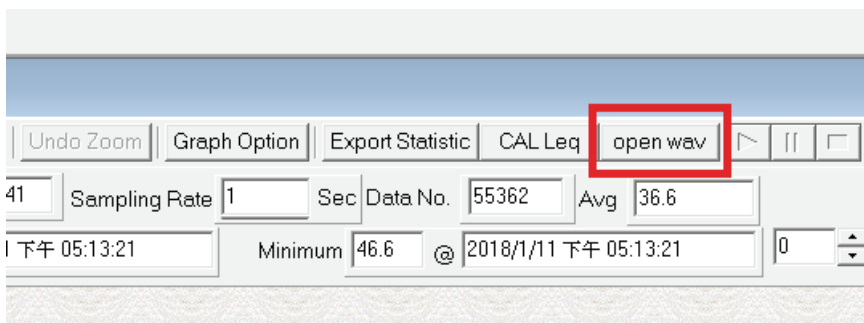 Undo Zoom Graph Option Export Statistic CAL Leq open wav
41 Sampling Rate 1 Sec Data No. 55362 Avg 36.6
下午 05:13:21 Minimum 46.6 @ 2018/1/11 下午 05:13:21 0